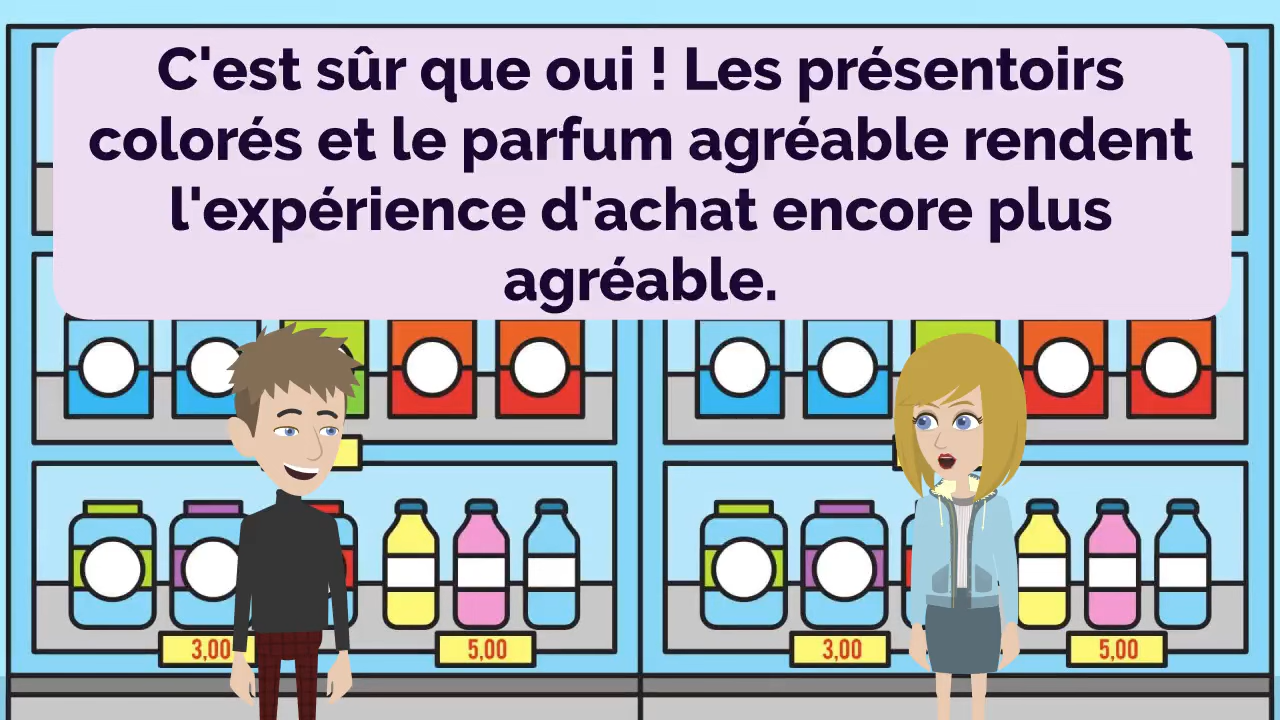 C'est sûr que oui ! Les présentoirs
colorés et le parfum agréable rendent
l'expérience d'achat encore plus
agréable.
3,00
5,00
3,00
5,00